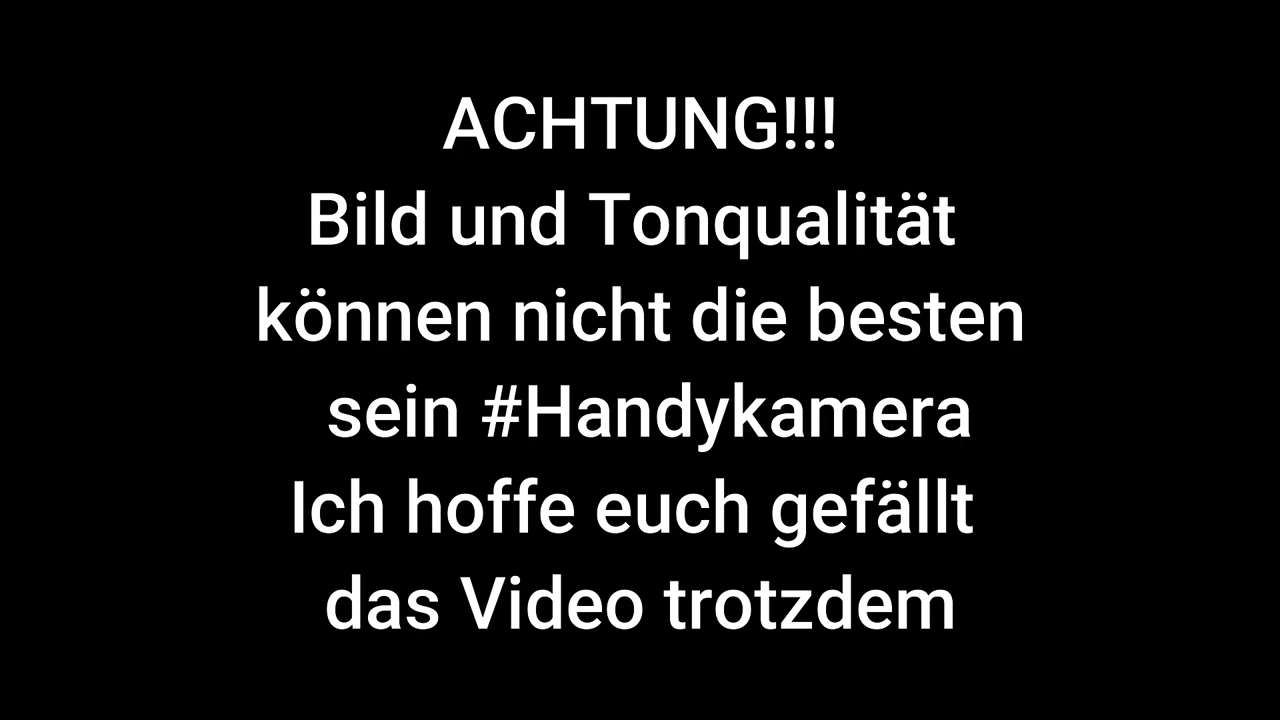 ACHTUNG!!!
Bild und Tonqualität
können nicht die besten
sein #Handykamera
Ich hoffe euch gefällt
das Video trotzdem